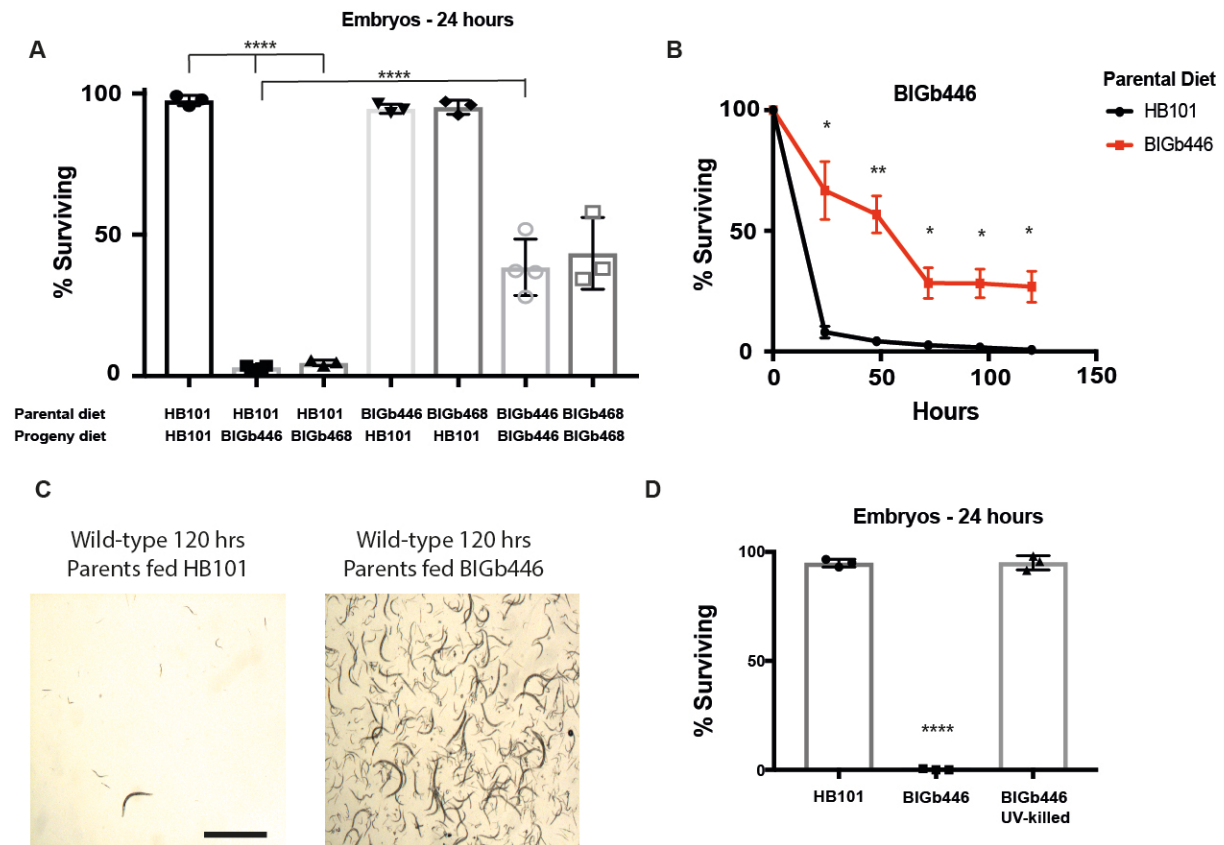 A
Embryos - 24 hours
****
****
% Surviving
100
50
0
Parental diet HB101 HB101 HB101 BIGb446 BIGb468 BIGb446 BIGb468
Progeny diet HB101 BIGb446 BIGb468 HB101 HB101 BIGb446 BIGb468
B
BIGb446
Parental Diet
HB101
BIGb446
% Surviving
100
50
0
* ** * * *
0 50 100 150
Hours
C
Wild-type 120 hrs
Parents fed HB101
Wild-type 120 hrs
Parents fed BIGb446
D
Embryos - 24 hours
% Surviving
100
50
0
****
HB101 BIGb446 BIGb446
UV-killed